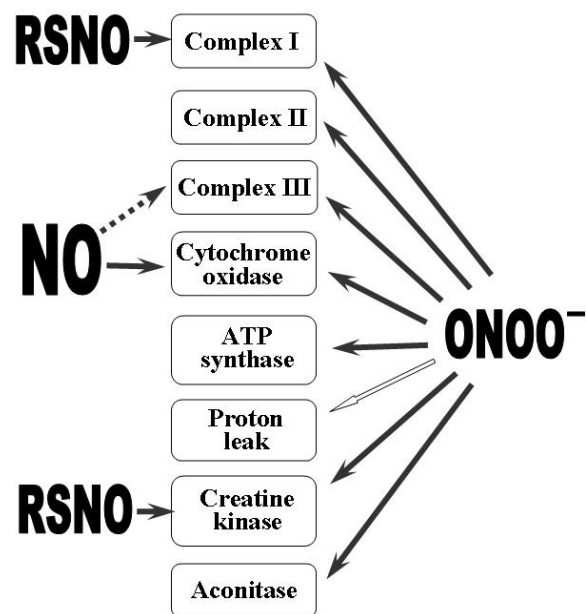 RSNO
Complex I
Complex II
Complex III
NO
Cytochrome
oxidase
ATP
synthase
ONOO⁻
Proton
leak
RSNO
Creatine
kinase
Aconitase